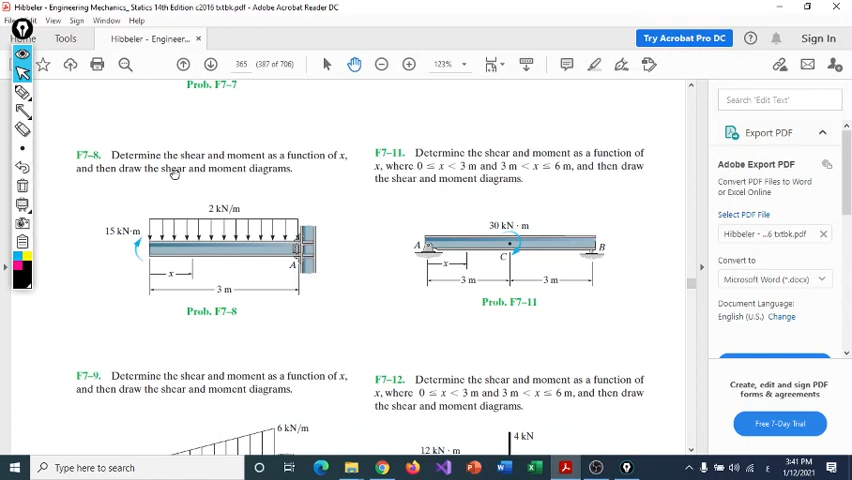 Hibbeler - Engineering Mechanics_ Statics 14th Edition c2016 txtbk.pdf - Adobe Acrobat Reader DC
File Edit View Sign Window Help
Home Tools Hibbeler - Engineer... ×
Try Acrobat Pro DC
Sign In
365 (387 of 706)
123%
Prob. F7–7
F7–8. Determine the shear and moment as a function of x,
and then draw the shear and moment diagrams.
2 kN/m
15 kN·m
A
x
3 m
Prob. F7–8
F7–9. Determine the shear and moment as a function of x,
and then draw the shear and moment diagrams.
6 kN/m
F7–11. Determine the shear and moment as a function of
x, where 0 ≤ x < 3 m and 3 m < x ≤ 6 m, and then draw
the shear and moment diagrams.
30 kN · m
A
B
C
x
3 m
3 m
Prob. F7–11
F7–12. Determine the shear and moment as a function of
x, where 0 ≤ x < 3 m and 3 m < x ≤ 6 m, and then draw
the shear and moment diagrams.
4 kN
12 kN · m
Search 'Edit Text'
Export PDF
Adobe Export PDF
Convert PDF Files to Word
or Excel Online
Select PDF File
Hibbeler -...6 txtbk.pdf
Convert to
Microsoft Word (*.docx)
Document Language:
English (U.S.) Change
Create, edit and sign PDF
forms & agreements
Free 7-Day Trial
Type here to search
3:41 PM
1/12/2021